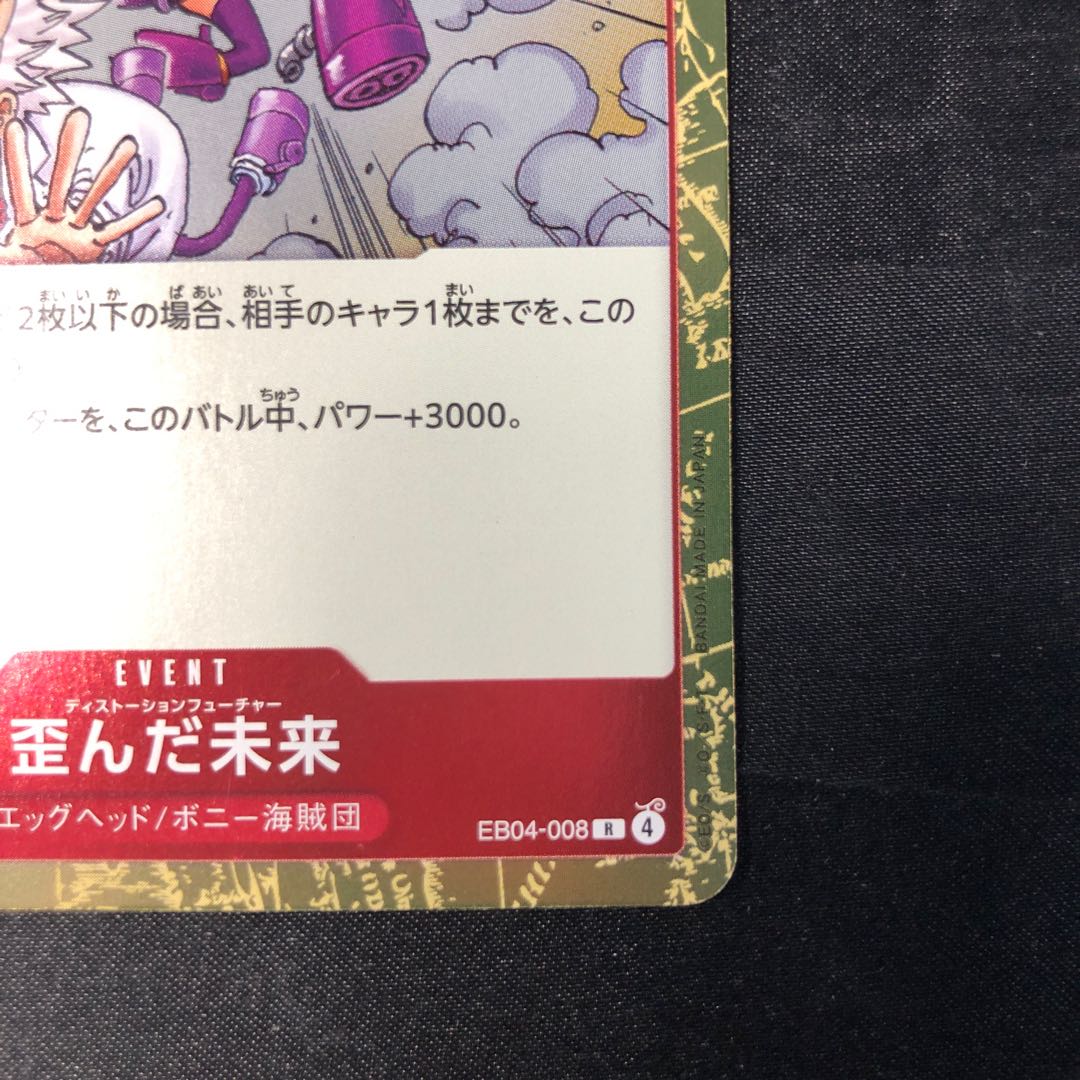 2枚以下の場合、相手のキャラ1枚までを、この
ーを、このバトル中、パワー+3000。
EVENT
ディストーションフューチャー
歪んだ未来
エッグヘッド/ボニー海賊団
EB04-008 R 4
BANDAI MADE IN JAPAN